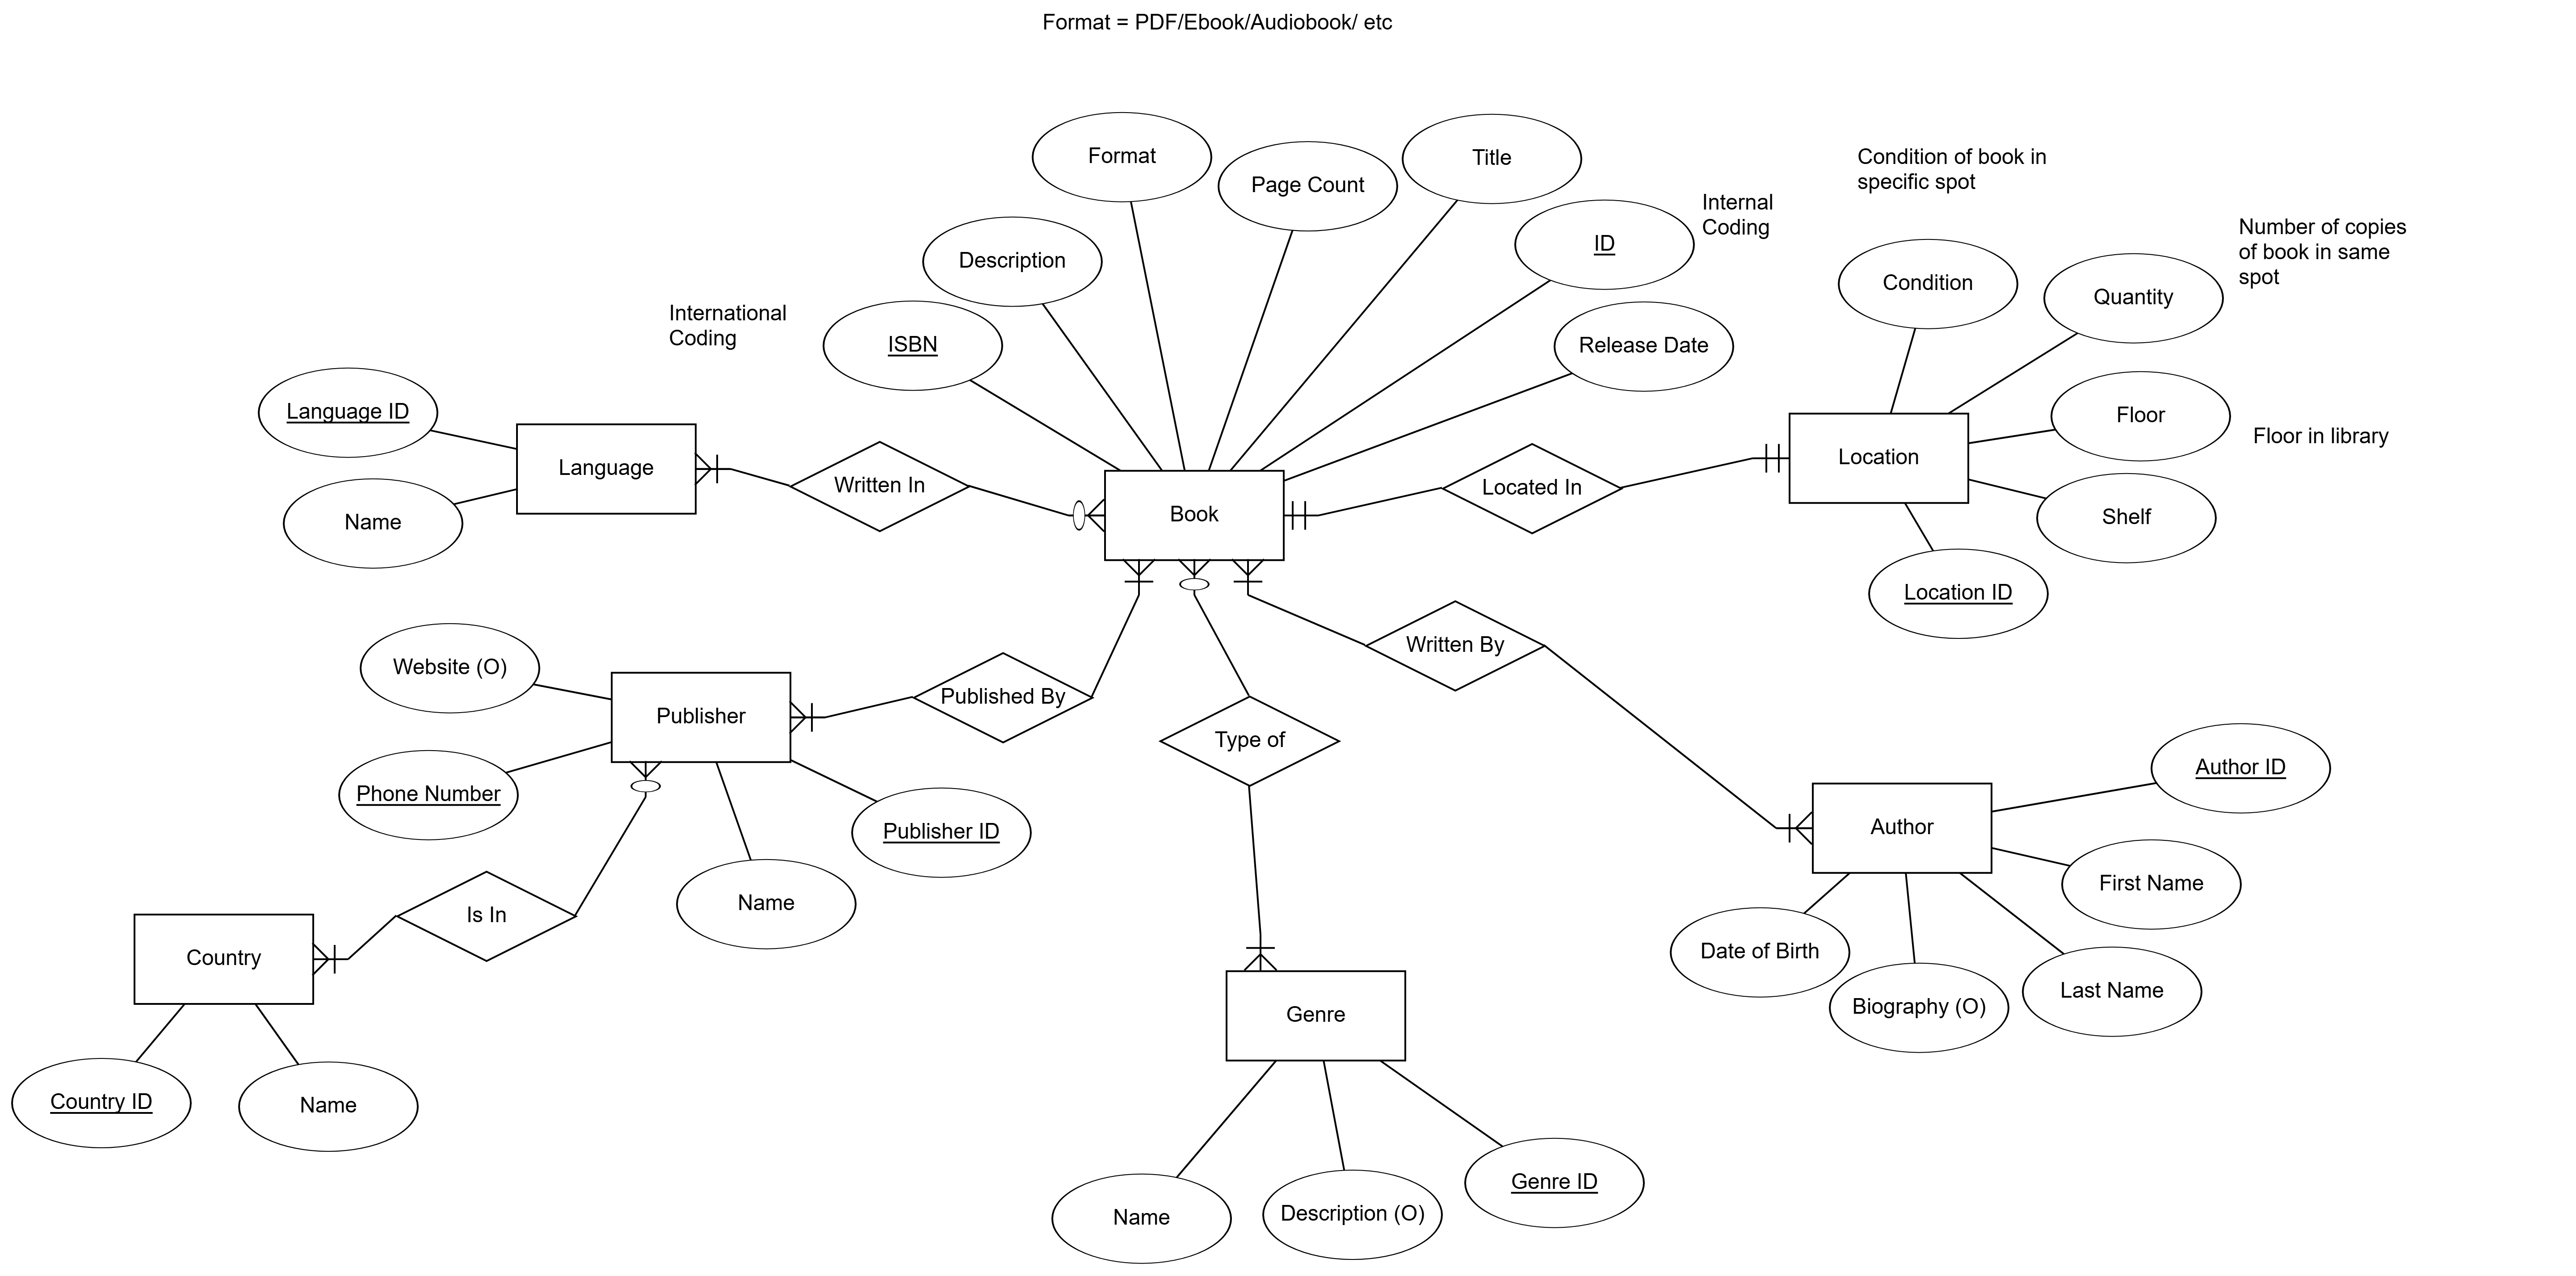 Format = PDF/Ebook/Audiobook/ etc
Format
Page Count
Title
Condition of book in
specific spot
Internal
Coding
ID
Number of copies
of book in same
spot
Description
Condition
Quantity
International
Coding
ISBN
Release Date
Language ID
Floor
Floor in library
Language
Written In
Located In
Location
Name
Book
Shelf
Location ID
Written By
Website (O)
Publisher
Published By
Type of
Phone Number
Publisher ID
Author ID
Author
First Name
Name
Is In
Country
Date of Birth
Biography (O)
Last Name
Genre
Country ID
Name
Name
Description (O)
Genre ID